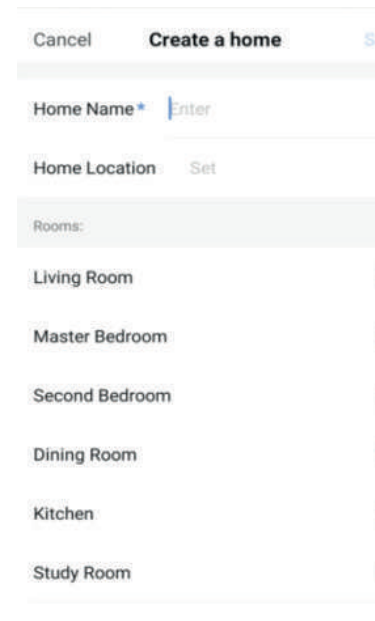 Cancel Create a home
Home Name* Enter
Home Location Set
Rooms:
Living Room
Master Bedroom
Second Bedroom
Dining Room
Kitchen
Study Room